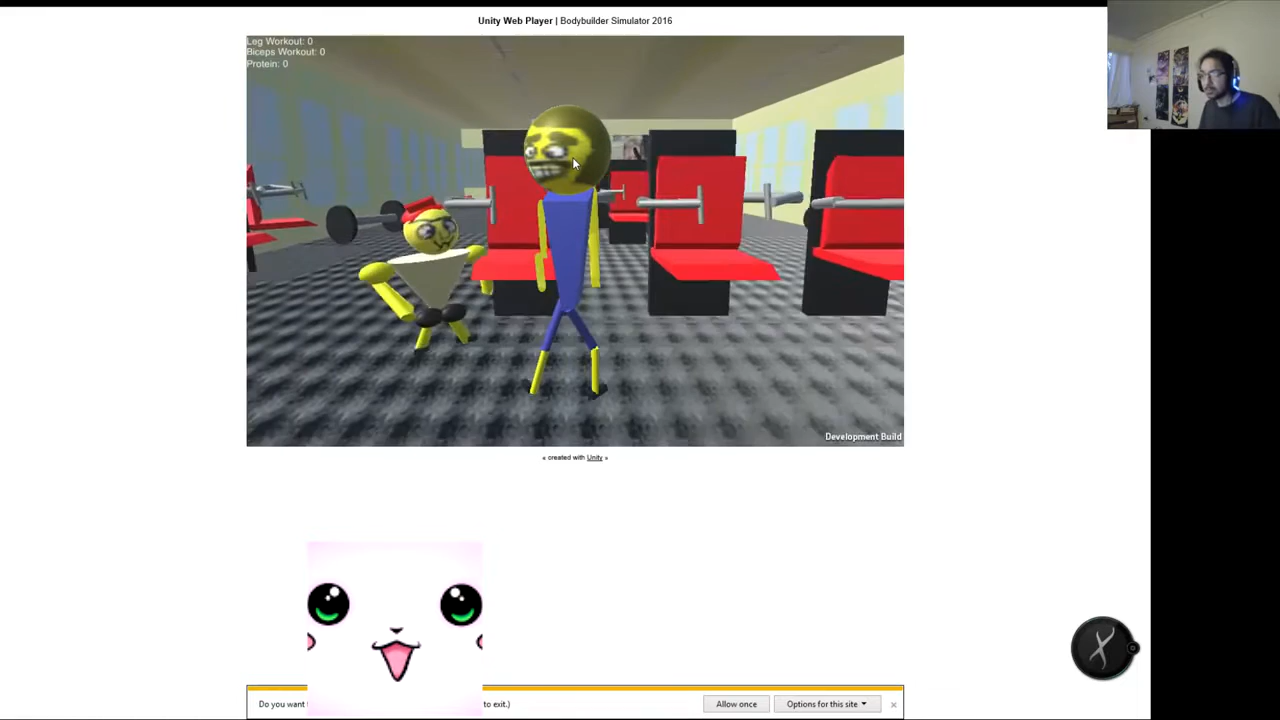 Unity Web Player | Bodybuilder Simulator 2016
Leg Workout: 0
Biceps Workout: 0
Protein: 0
Development Build
« created with Unity »
Do you want
to exit.)
Allow once
Options for this site